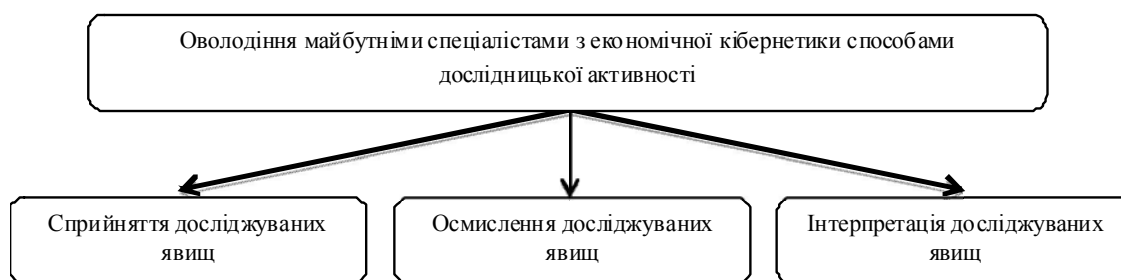 Оволодіння майбутніми спеціалістами з економічної кібернетики способами
дослідницької активності
Сприйняття досліджуваних
явищ
Осмислення досліджуваних
явищ
Інтерпретація досліджуваних
явищ